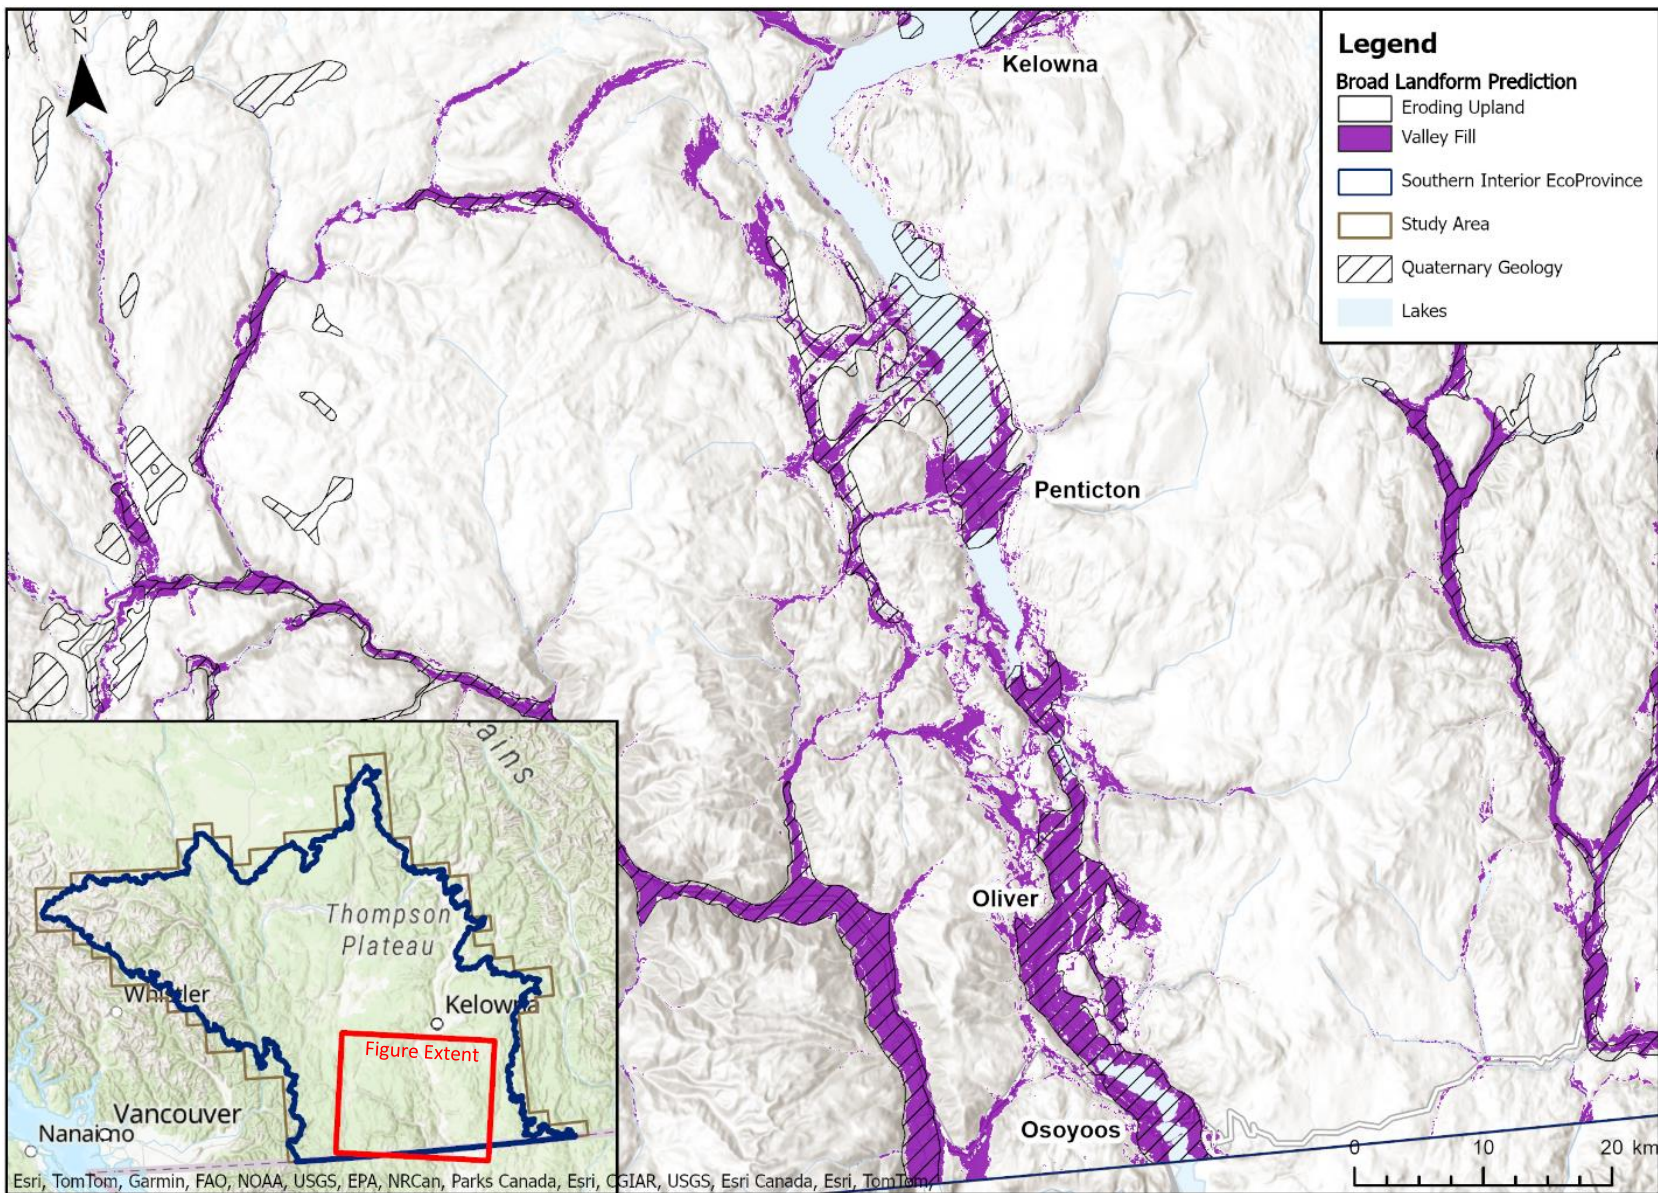 N
Kelowna
Penticton
Oliver
Osoyoos
Legend
Broad Landform Prediction
Eroding Upland
Valley Fill
Southern Interior EcoProvince
Study Area
Quaternary Geology
Lakes
ains
Thompson
Plateau
Whistler
Kelowna
Figure Extent
Vancouver
Nanaimo
0 10 20 km
Esri, TomTom, Garmin, FAO, NOAA, USGS, EPA, NRCan, Parks Canada, Esri, CGIAR, USGS, Esri Canada, Esri, TomTom,